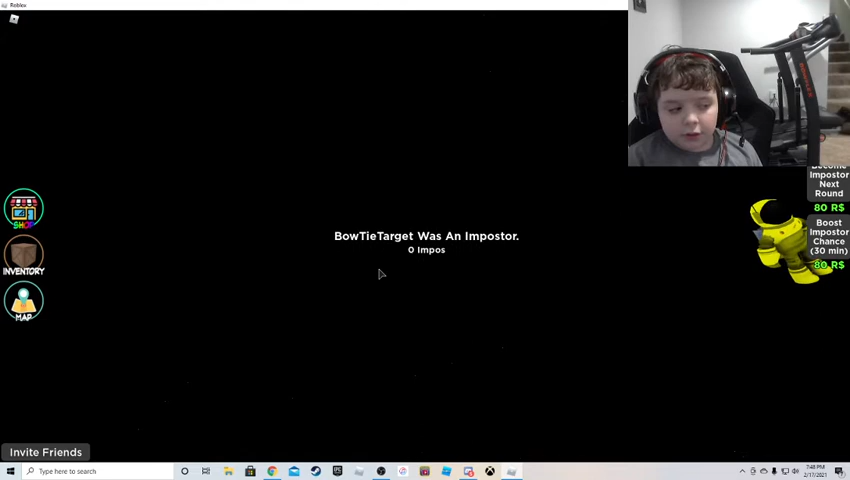 Roblox
Become
Impostor
Next
Round
80 R$
Boost
Impostor
Chance
(30 min)
80 R$
SHOP
INVENTORY
MAP
BowTieTarget Was An Impostor.
0 Impos
Invite Friends
Type here to search
7:48 PM
2/17/2021